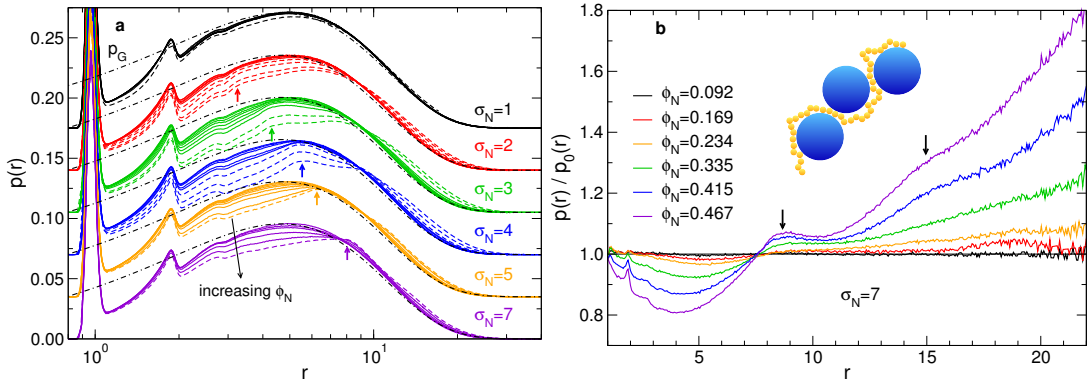 a
p_G
p(r)
0.25
0.20
0.15
0.10
0.05
0.00
σ_N=1
σ_N=2
σ_N=3
σ_N=4
σ_N=5
σ_N=7
increasing ϕ_N
10^0
10^1
r
b
p(r) / p_0(r)
1.8
1.6
1.4
1.2
1.0
0.8
ϕ_N=0.092
ϕ_N=0.169
ϕ_N=0.234
ϕ_N=0.335
ϕ_N=0.415
ϕ_N=0.467
σ_N=7
5
10
15
20
r